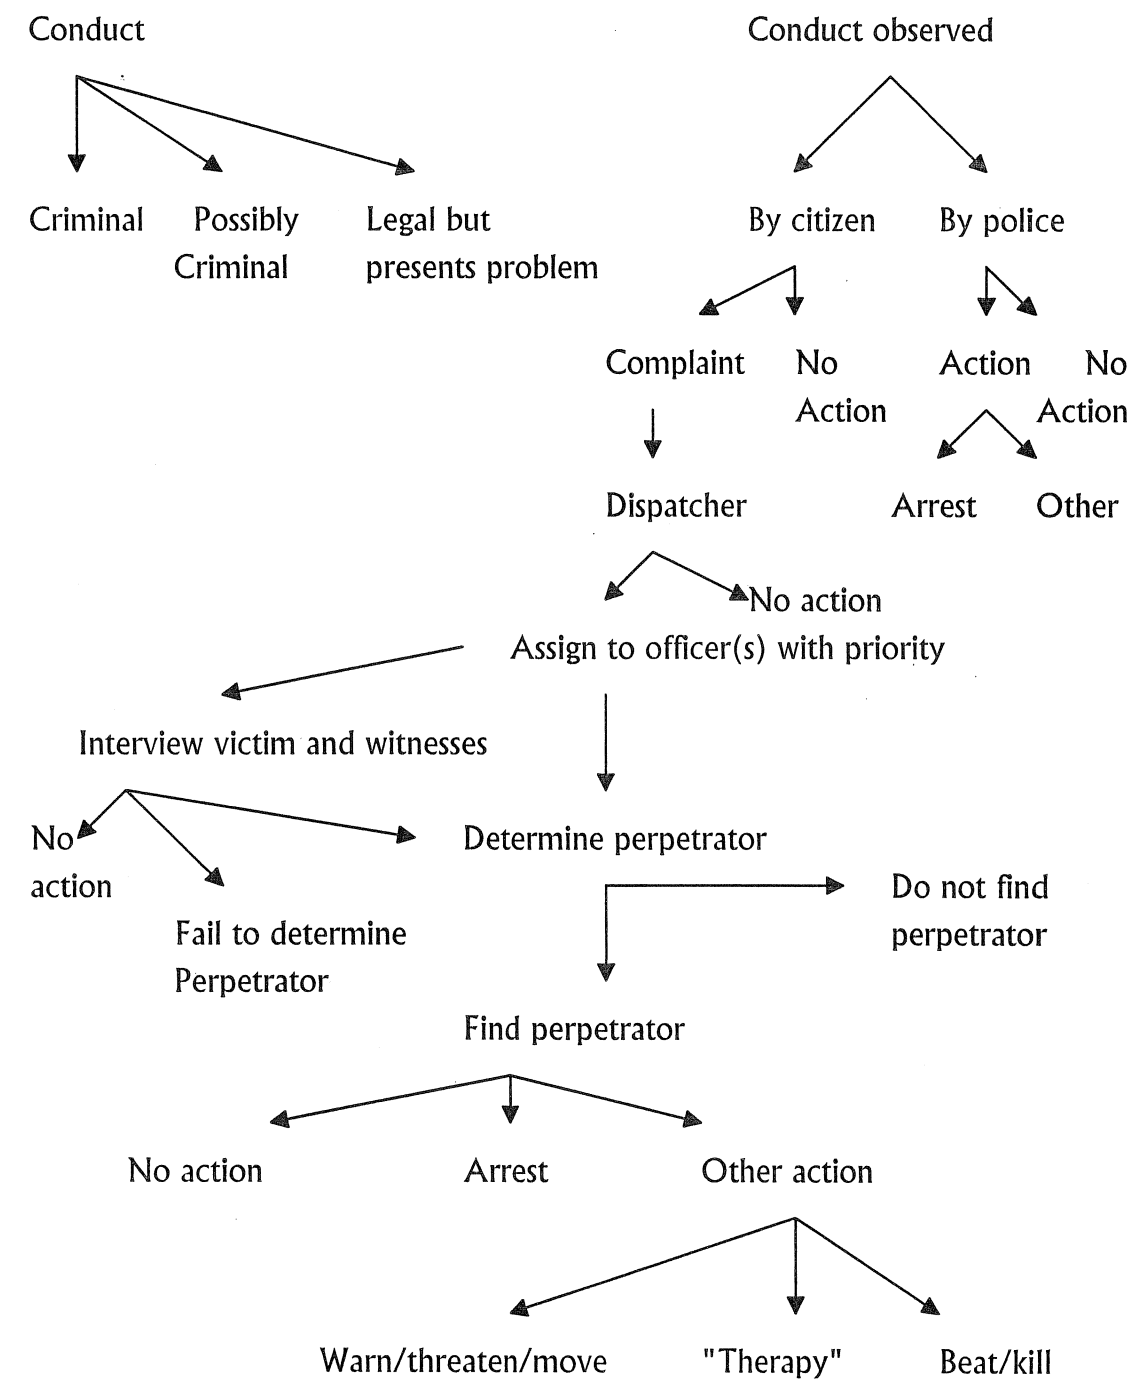 Conduct
Conduct observed
Criminal
Possibly
Criminal
Legal but
presents problem
By citizen
By police
Complaint
No
Action
Action
No
Action
Dispatcher
Arrest
Other
No action
Assign to officer(s) with priority
Interview victim and witnesses
No
action
Determine perpetrator
Do not find
perpetrator
Fail to determine
Perpetrator
Find perpetrator
No action
Arrest
Other action
Warn/threaten/move
"Therapy"
Beat/kill